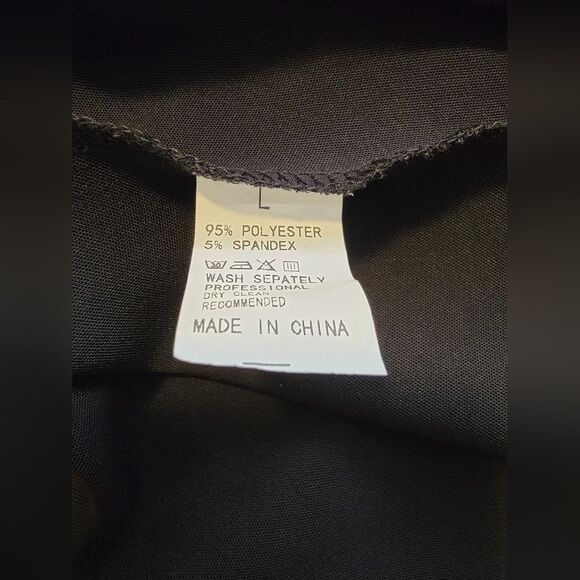 L
95% POLYESTER
5% SPANDEX
WASH SEPATELY
PROFESSIONAL
DRY CLEAN
RECOMMENDED
MADE IN CHINA